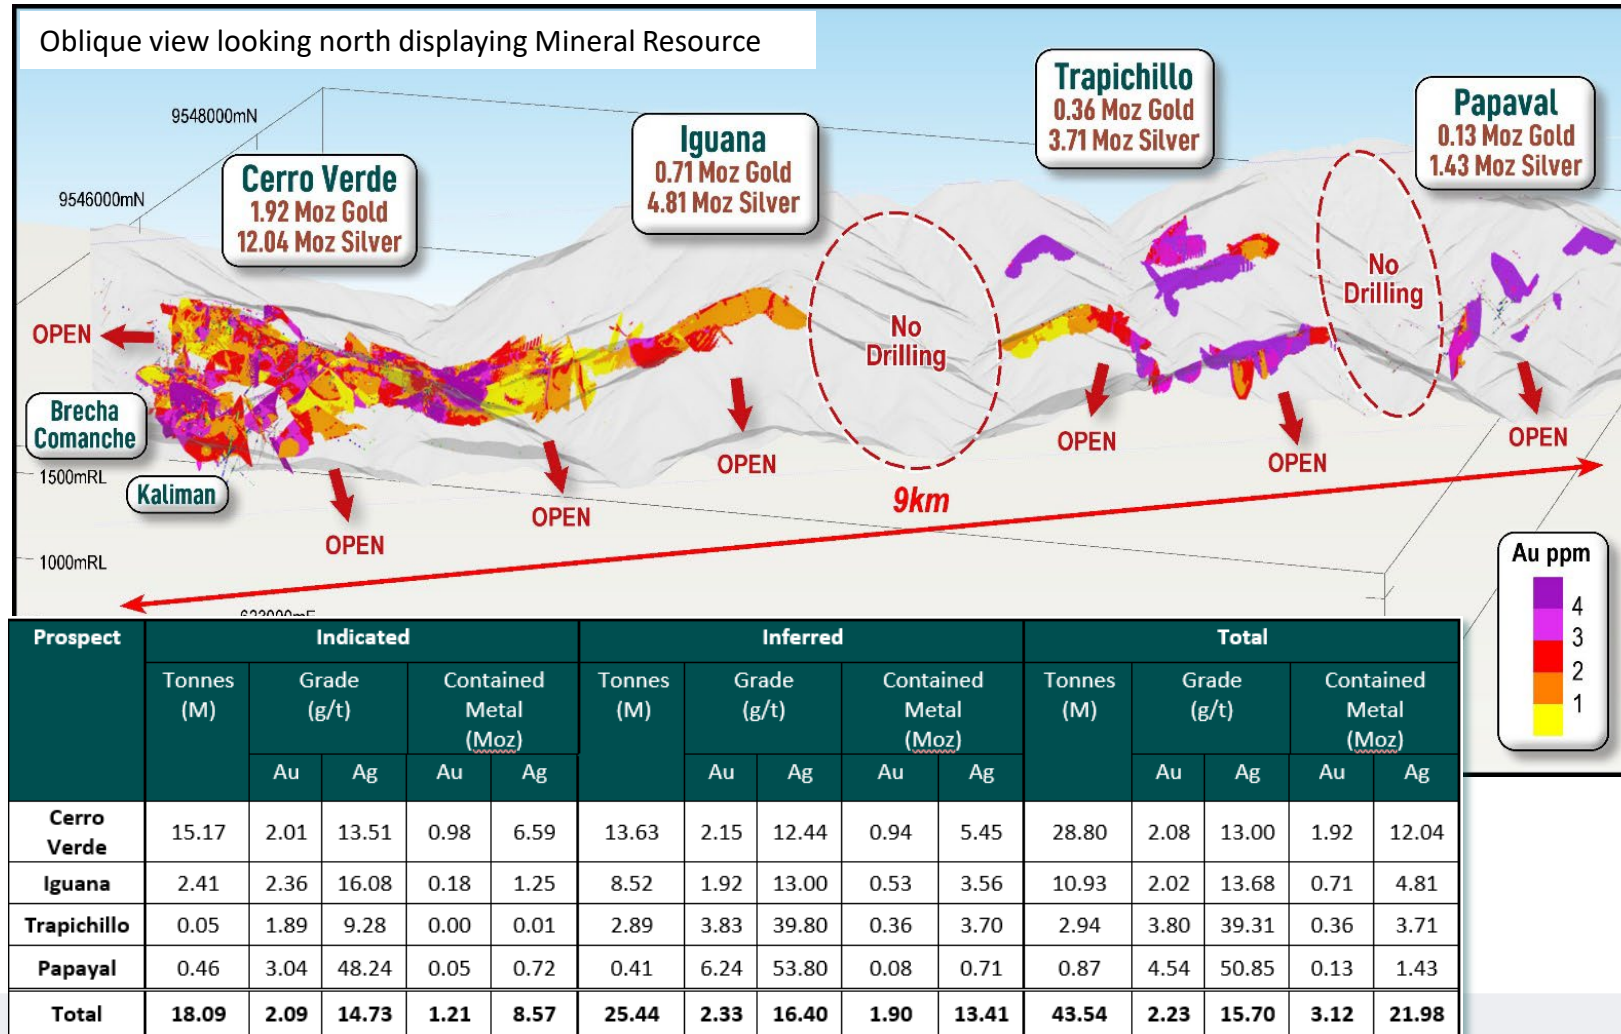 Oblique view looking north displaying Mineral Resource
9548000mN
9546000mN
Cerro Verde
1.92 Moz Gold
12.04 Moz Silver
Iguana
0.71 Moz Gold
4.81 Moz Silver
Trapichillo
0.36 Moz Gold
3.71 Moz Silver
Papaval
0.13 Moz Gold
1.43 Moz Silver
OPEN
No
Drilling
No
Drilling
Brecha
Comanche
Kaliman
1500mRL
1000mRL
OPEN
OPEN
OPEN
OPEN
OPEN
OPEN
9km
Au ppm
4
3
2
1
623000mE
Prospect Indicated Inferred Total
Tonnes (M) Grade (g/t) Contained Metal (Moz) Tonnes (M) Grade (g/t) Contained Metal (Moz) Tonnes (M) Grade (g/t) Contained Metal (Moz)
Au Ag Au Ag Au Ag Au Ag Au Ag Au Ag
Cerro Verde 15.17 2.01 13.51 0.98 6.59 13.63 2.15 12.44 0.94 5.45 28.80 2.08 13.00 1.92 12.04
Iguana 2.41 2.36 16.08 0.18 1.25 8.52 1.92 13.00 0.53 3.56 10.93 2.02 13.68 0.71 4.81
Trapichillo 0.05 1.89 9.28 0.00 0.01 2.89 3.83 39.80 0.36 3.70 2.94 3.80 39.31 0.36 3.71
Papayal 0.46 3.04 48.24 0.05 0.72 0.41 6.24 53.80 0.08 0.71 0.87 4.54 50.85 0.13 1.43
Total 18.09 2.09 14.73 1.21 8.57 25.44 2.33 16.40 1.90 13.41 43.54 2.23 15.70 3.12 21.98